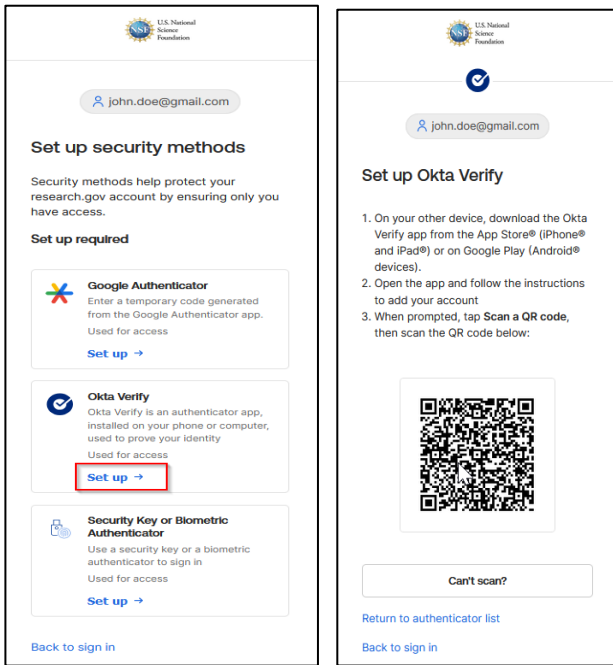 U.S. National
Science
Foundation
john.doe@gmail.com
Set up security methods
Security methods help protect your
research.gov account by ensuring only you
have access.
Set up required
Google Authenticator
Enter a temporary code generated
from the Google Authenticator app.
Used for access
Set up →
Okta Verify
Okta Verify is an authenticator app,
installed on your phone or computer,
used to prove your identity
Used for access
Set up →
Security Key or Biometric
Authenticator
Use a security key or a biometric
authenticator to sign in
Used for access
Set up →
Back to sign in
U.S. National
Science
Foundation
john.doe@gmail.com
Set up Okta Verify
1. On your other device, download the Okta
Verify app from the App Store® (iPhone®
and iPad®) or on Google Play (Android®
devices).
2. Open the app and follow the instructions
to add your account
3. When prompted, tap Scan a QR code,
then scan the QR code below:
Can't scan?
Return to authenticator list
Back to sign in